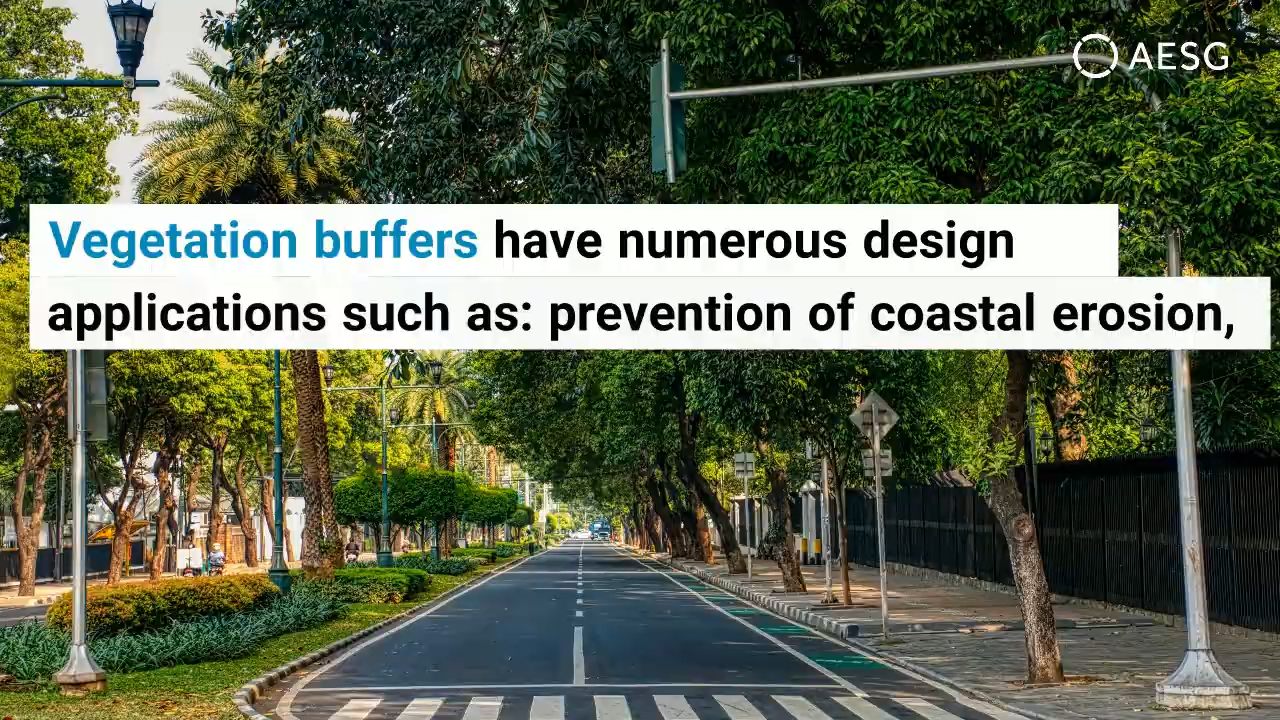 AESG
Vegetation buffers have numerous design
applications such as: prevention of coastal erosion,